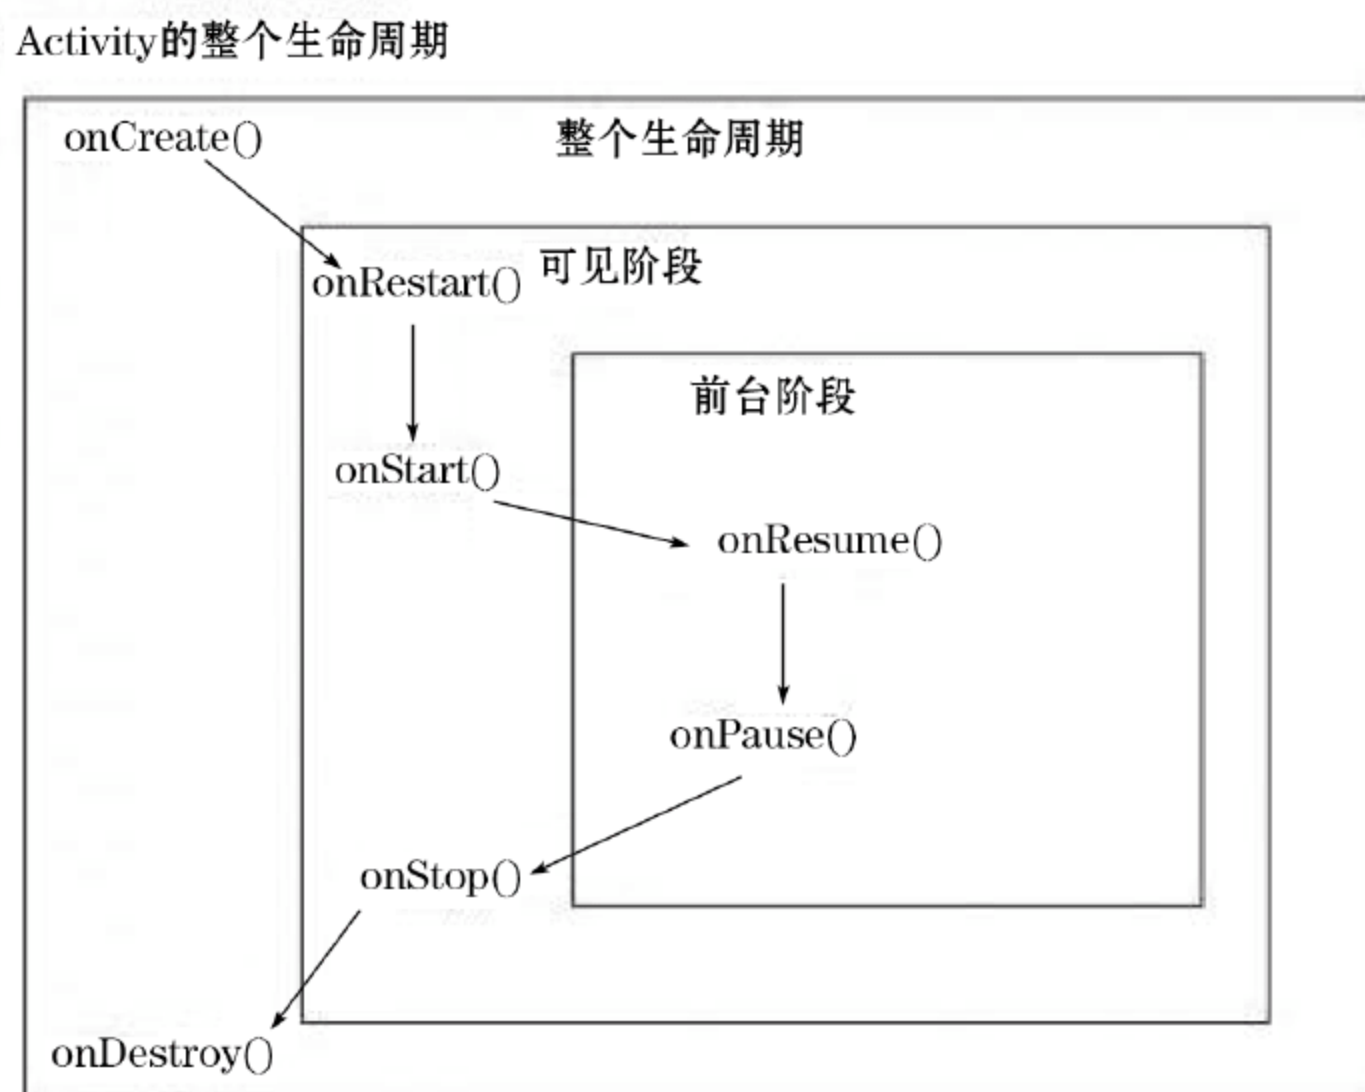 Activity的整个生命周期
onCreate()
整个生命周期
onRestart()
可见阶段
前台阶段
onStart()
onResume()
onPause()
onStop()
onDestroy()